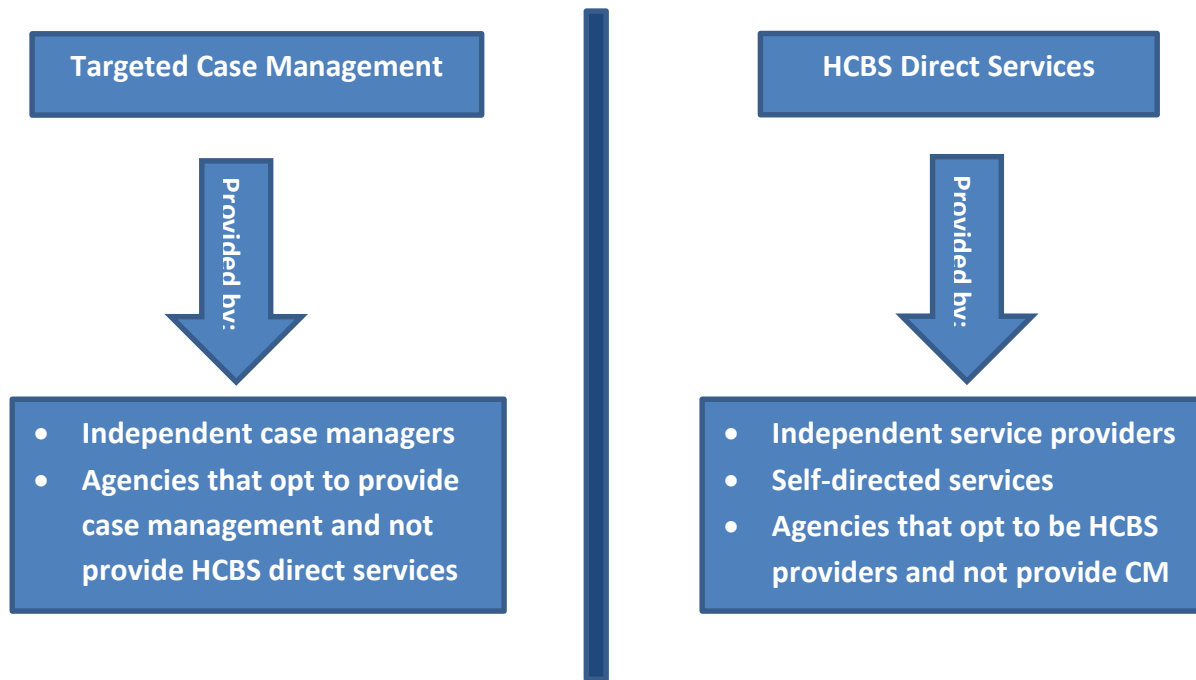 Targeted Case Management
Provided by:
• Independent case managers
• Agencies that opt to provide
case management and not
provide HCBS direct services
HCBS Direct Services
Provided by:
• Independent service providers
• Self-directed services
• Agencies that opt to be HCBS
providers and not provide CM